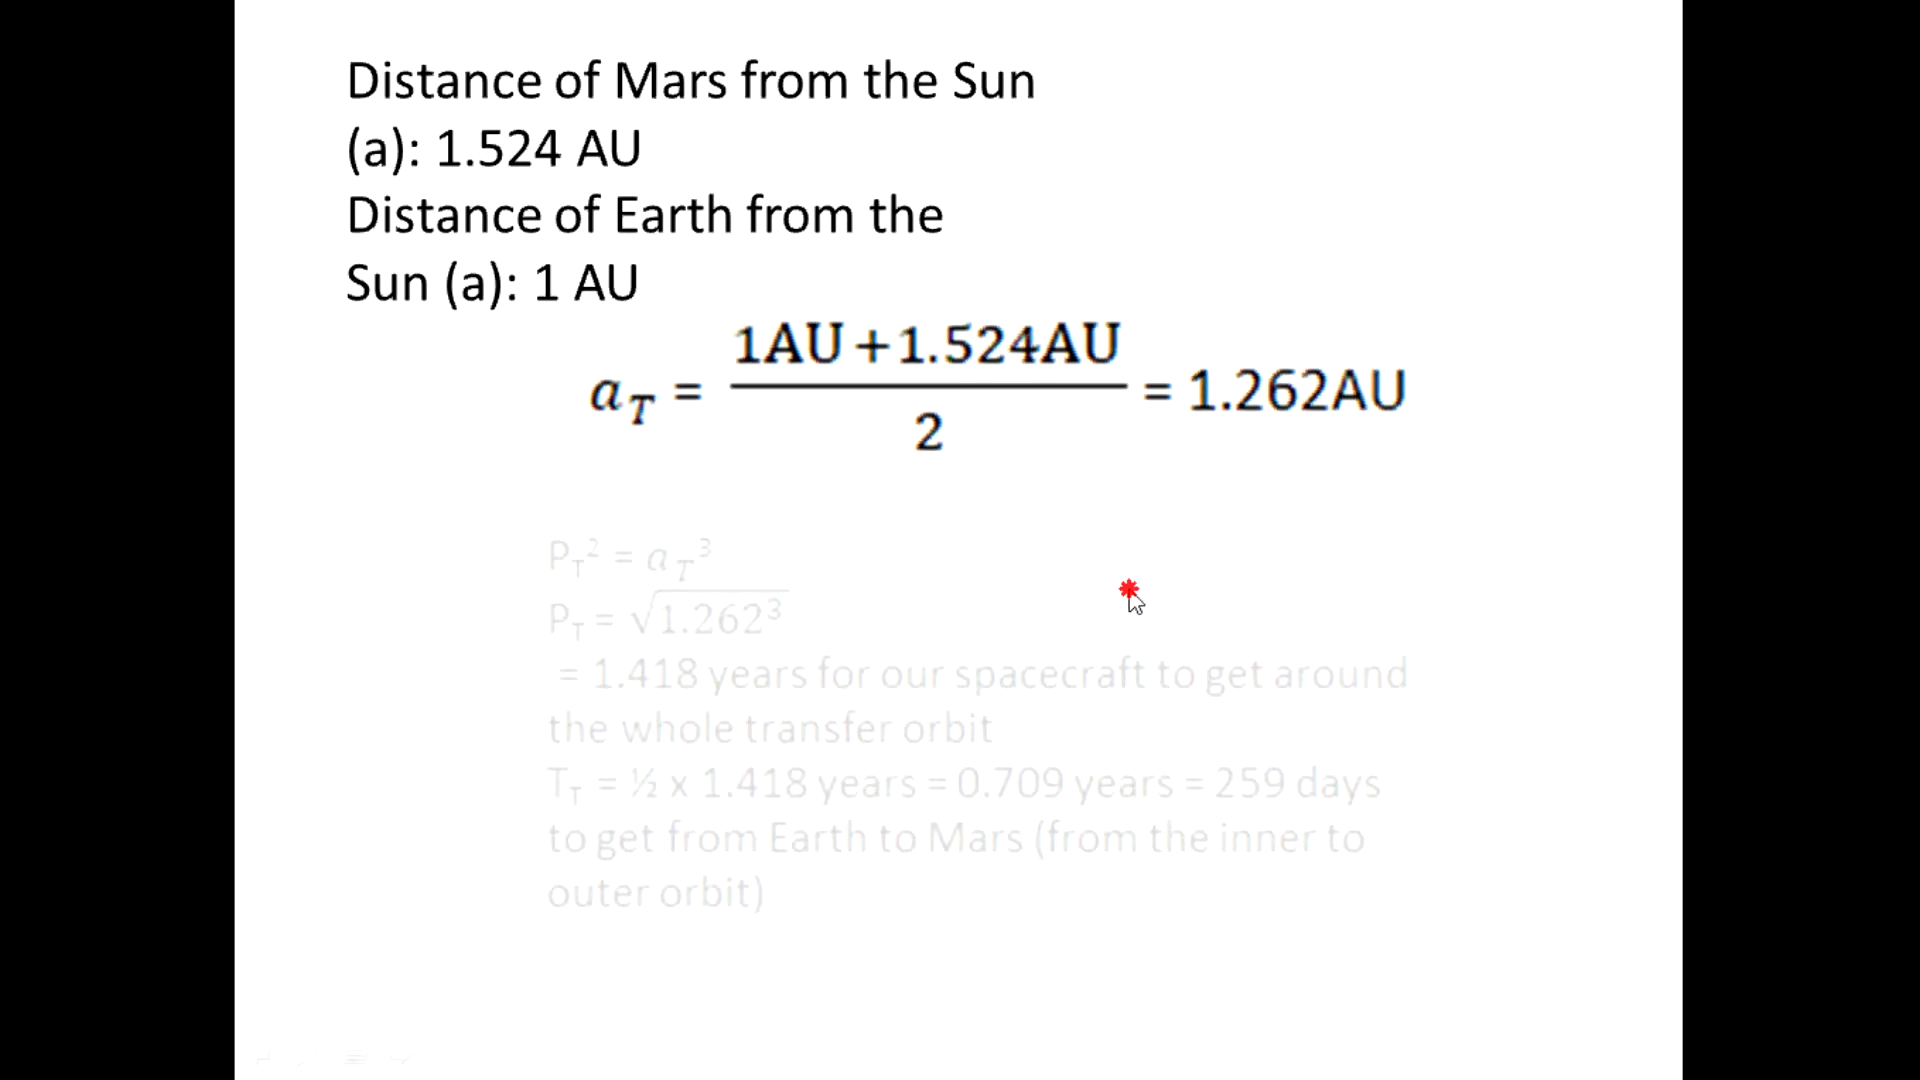 Distance of Mars from the Sun
(a): 1.524 AU
Distance of Earth from the
Sun (a): 1 AU
a_T = (1AU+1.524AU)/2 = 1.262AU
P_T² = a_T³
P_T = √1.262³
= 1.418 years for our spacecraft to get around
the whole transfer orbit
T_T = ½ x 1.418 years = 0.709 years = 259 days
to get from Earth to Mars (from the inner to
outer orbit)